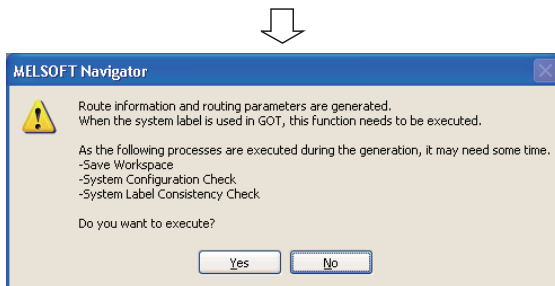 MELSOFT Navigator
Route information and routing parameters are generated.
When the system label is used in GOT, this function needs to be executed.
As the following processes are executed during the generation, it may need some time.
-Save Workspace
-System Configuration Check
-System Label Consistency Check
Do you want to execute?
Yes No